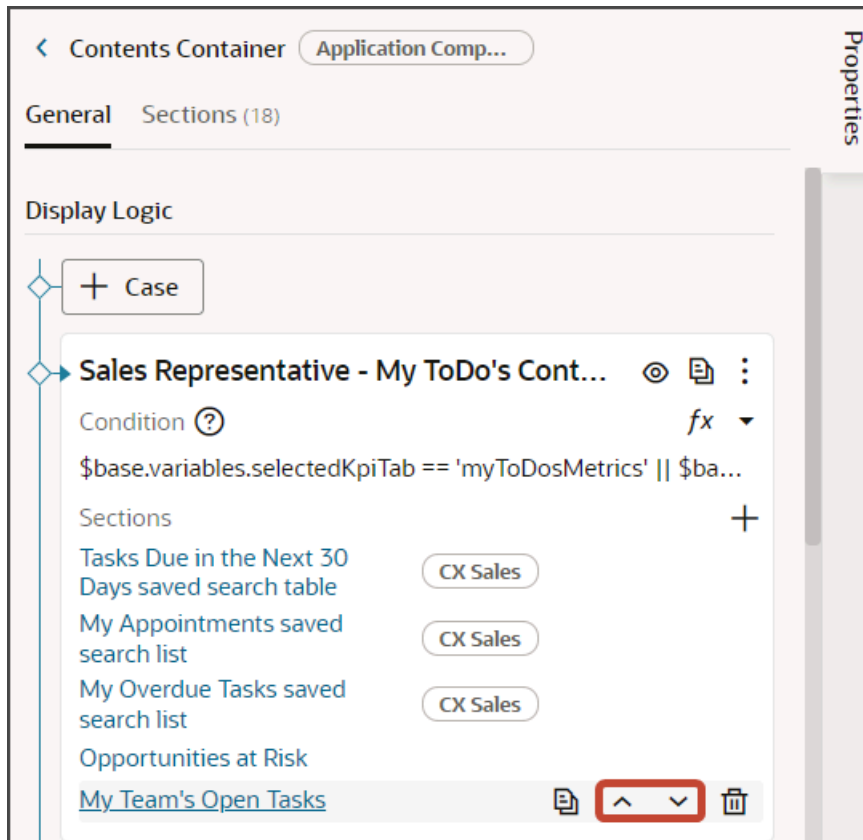 Contents Container Application Comp...
Properties
General Sections (18)
Display Logic
+ Case
Sales Representative - My ToDo's Cont...
Condition ? fx
$base.variables.selectedKpiTab == 'myToDosMetrics' || $ba...
Sections
Tasks Due in the Next 30
Days saved search table
CX Sales
My Appointments saved
search list
CX Sales
My Overdue Tasks saved
search list
CX Sales
Opportunities at Risk
My Team's Open Tasks